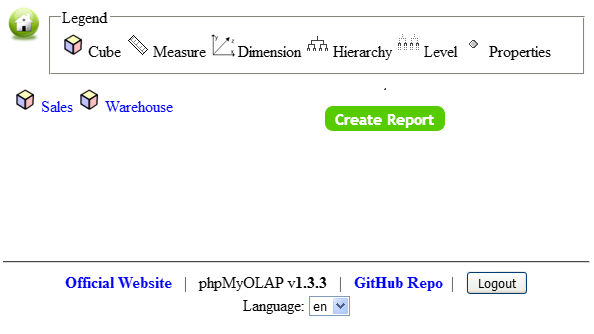 Legend
Cube Measure Dimension Hierarchy Level Properties
Sales Warehouse
Create Report
Official Website | phpMyOLAP v1.3.3 | GitHub Repo | Logout
Language: en